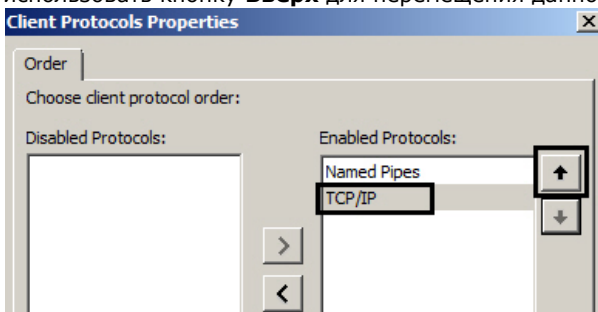 использовать кнопку Вверх для перемещения данно
Client Protocols Properties
Order
Choose client protocol order:
Disabled Protocols:
Enabled Protocols:
Named Pipes
TCP/IP